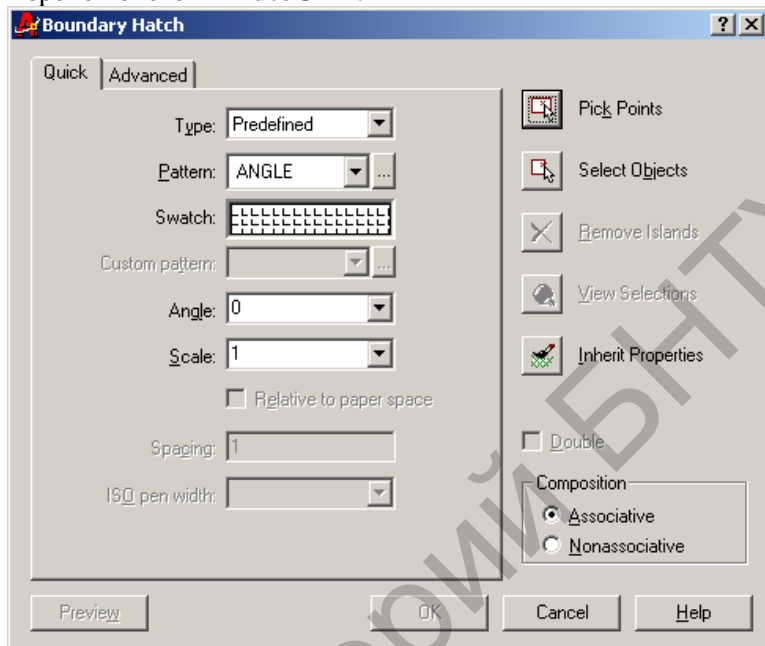 Boundary Hatch
Quick Advanced
Type: Predefined
Pattern: ANGLE ...
Swatch:
Custom pattern: ...
Angle: 0
Scale: 1
Relative to paper space
Spacing: 1
ISO pen width:
Pick Points
Select Objects
Remove Islands
View Selections
Inherit Properties
Double
Composition
Associative
Nonassociative
Preview OK Cancel Help